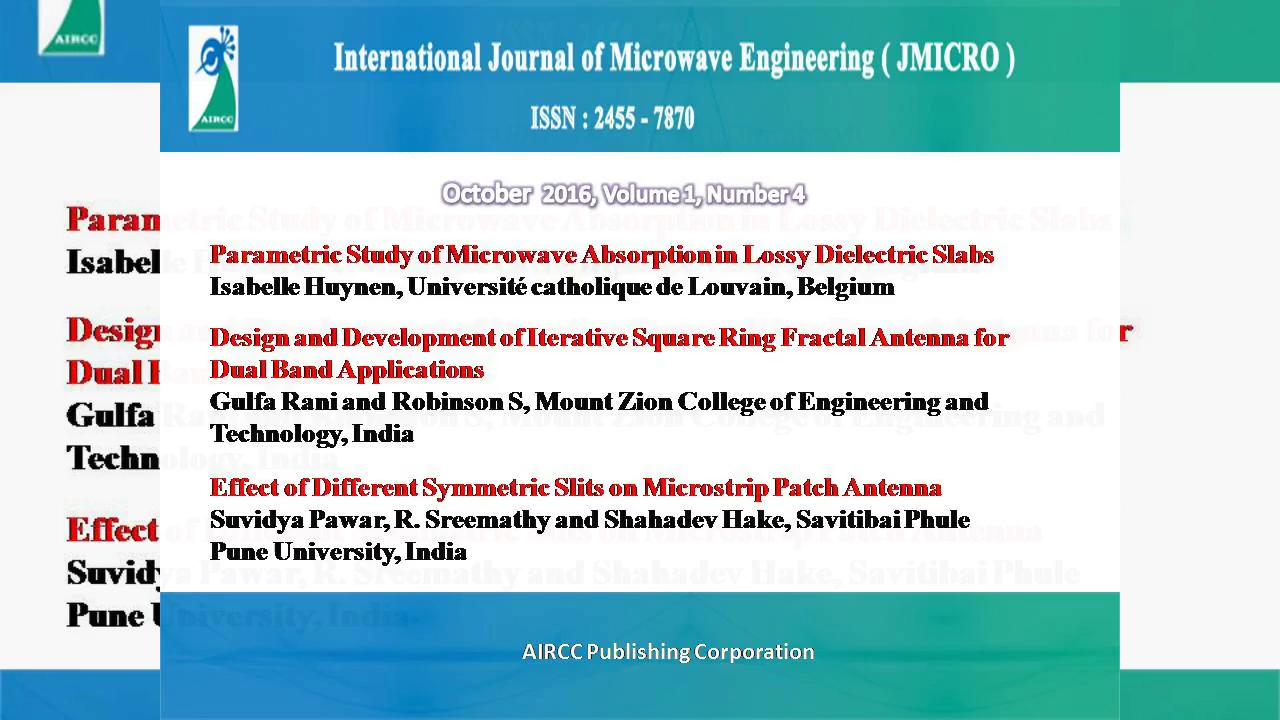 AIRCC
International Journal of Microwave Engineering ( JMICRO )
AIRCC
ISSN : 2455 - 7870
October 2016, Volume 1, Number 4
Parametric Study of Microwave Absorption in Lossy Dielectric Slabs
Isabelle Huynen, Université catholique de Louvain, Belgium
Design and Development of Iterative Square Ring Fractal Antenna for
Dual Band Applications
Gulfa Rani and Robinson S, Mount Zion College of Engineering and
Technology, India
Effect of Different Symmetric Slits on Microstrip Patch Antenna
Suvidya Pawar, R. Sreemathy and Shahadev Hake, Savitibai Phule
Pune University, India
AIRCC Publishing Corporation